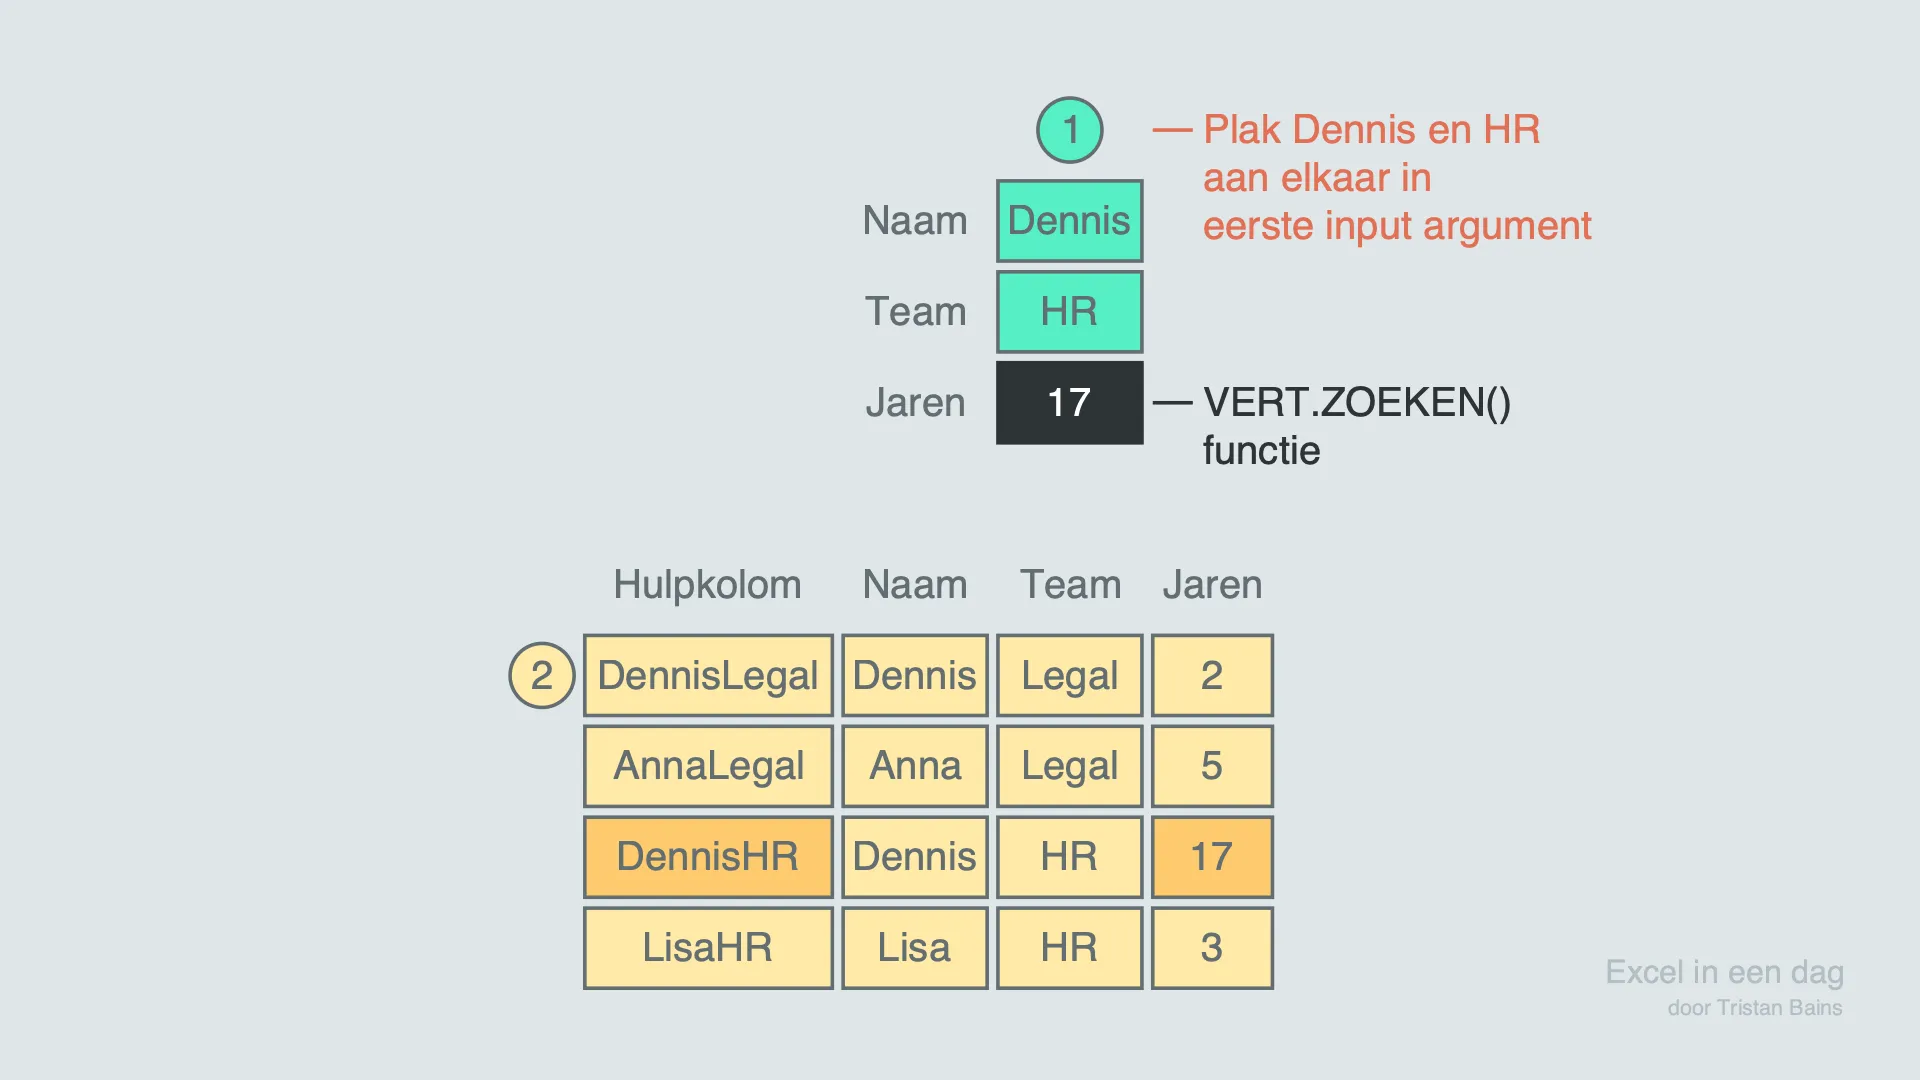 1
— Plak Dennis en HR
aan elkaar in
eerste input argument
Naam Dennis
Team HR
Jaren 17 — VERT.ZOEKEN()
functie
Hulpkolom Naam Team Jaren
2 DennisLegal Dennis Legal 2
AnnaLegal Anna Legal 5
DennisHR Dennis HR 17
LisaHR Lisa HR 3
Excel in een dag
door Tristan Bains